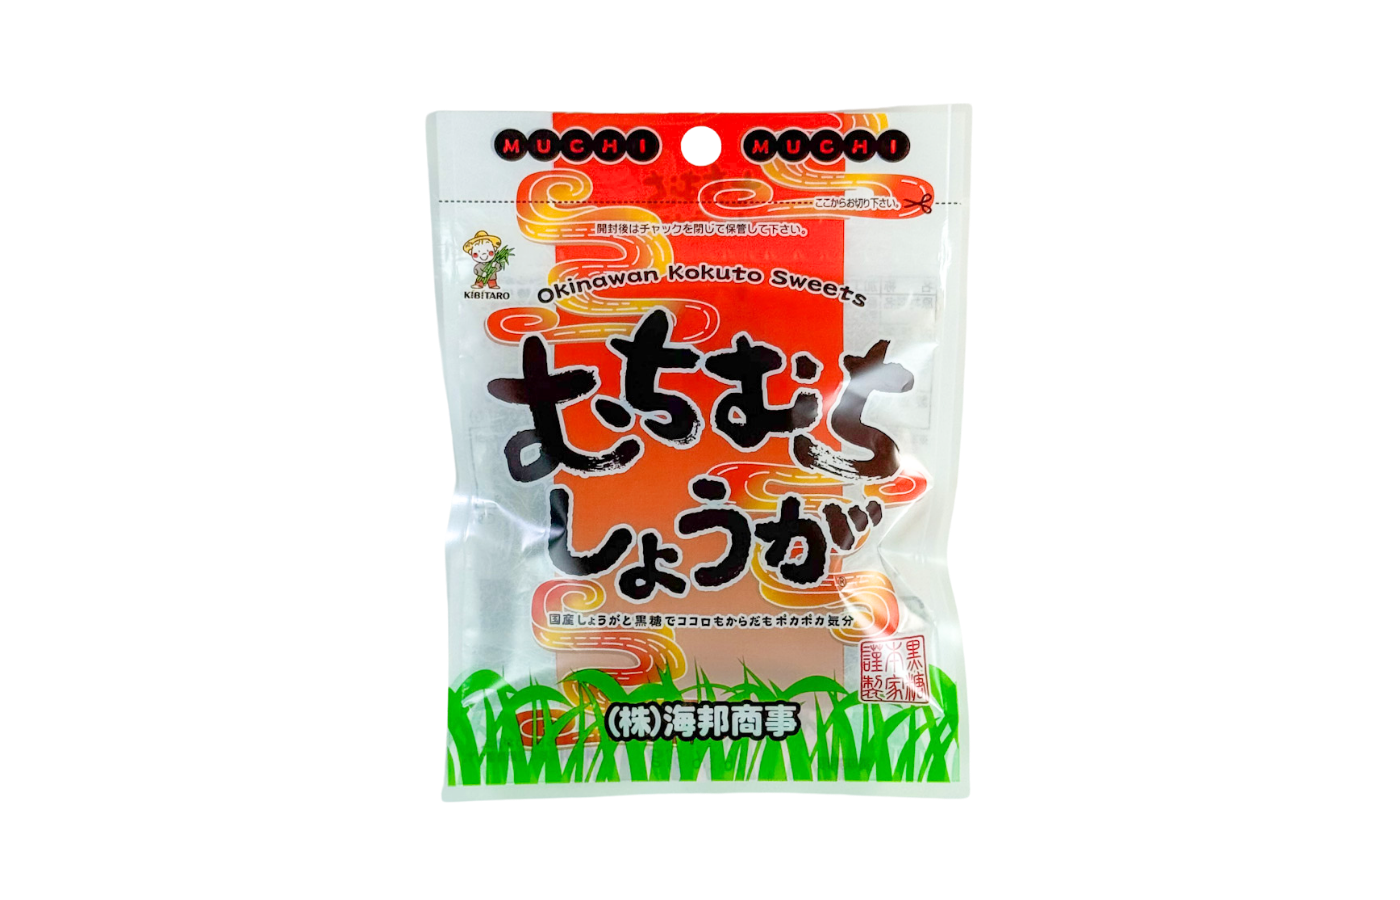 MUCHI MUCHI
ここからお切り下さい。
開封後はチャックを閉じて保管して下さい。
KiBiTARO
Okinawan Kokuto Sweets
むちむち
しょうが
国産しょうがと黒糖でココロもからだもポカポカ気分
黒糖
本家
謹製
(株)海邦商事